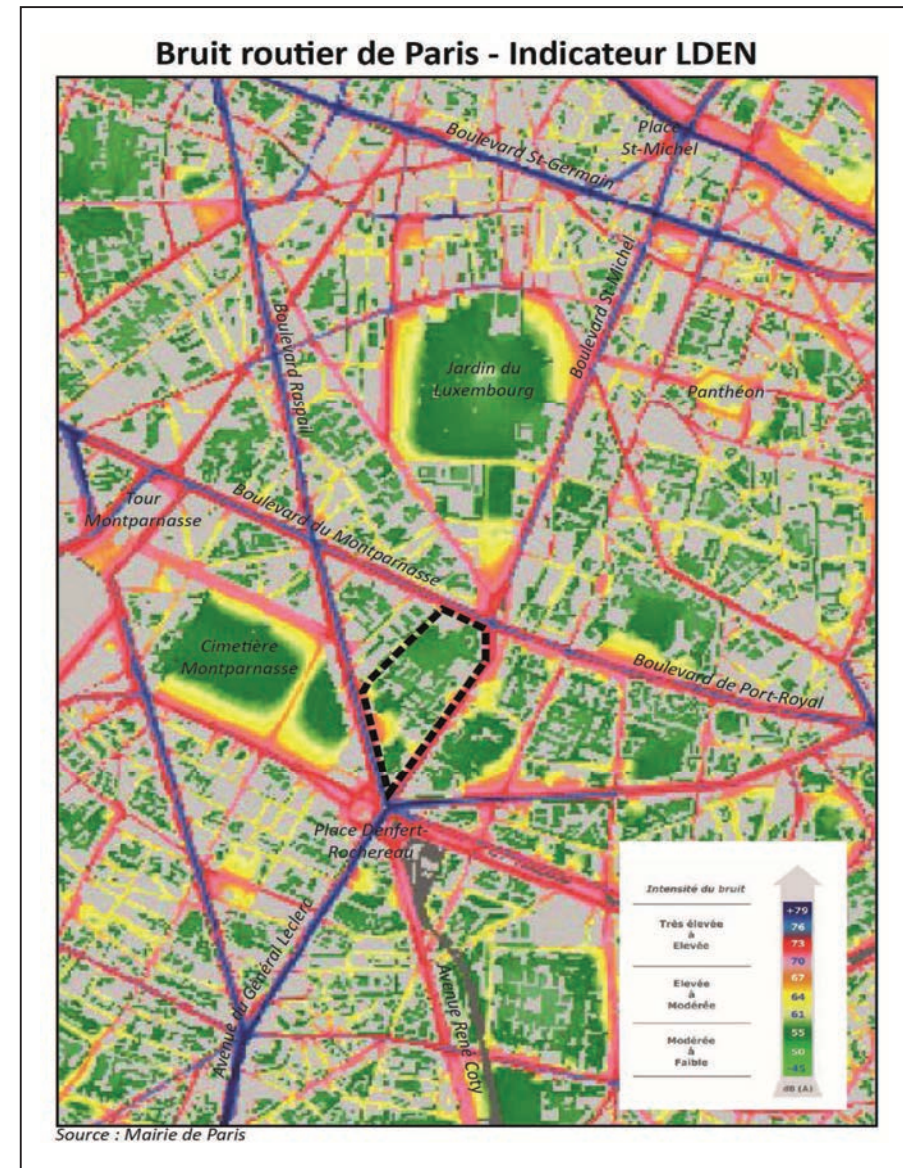 Bruit routier de Paris - Indicateur LDEN
Place
St-Michel
Boulevard St-Germain
Boulevard St-Michel
Boulevard Raspail
Jardin du
Luxembourg
Panthéon
Tour
Montparnasse
Boulevard du Montparnasse
Cimetière
Montparnasse
Boulevard de Port-Royal
Place Denfert-
Rochereau
Avenue du Général Leclerc
Avenue René Coty
Intensité du bruit
Très élevée
à
Elevée
Elevée
à
Modérée
Modérée
à
Faible
+79
76
73
70
67
64
61
55
50
-45
dB (A)
Source : Mairie de Paris